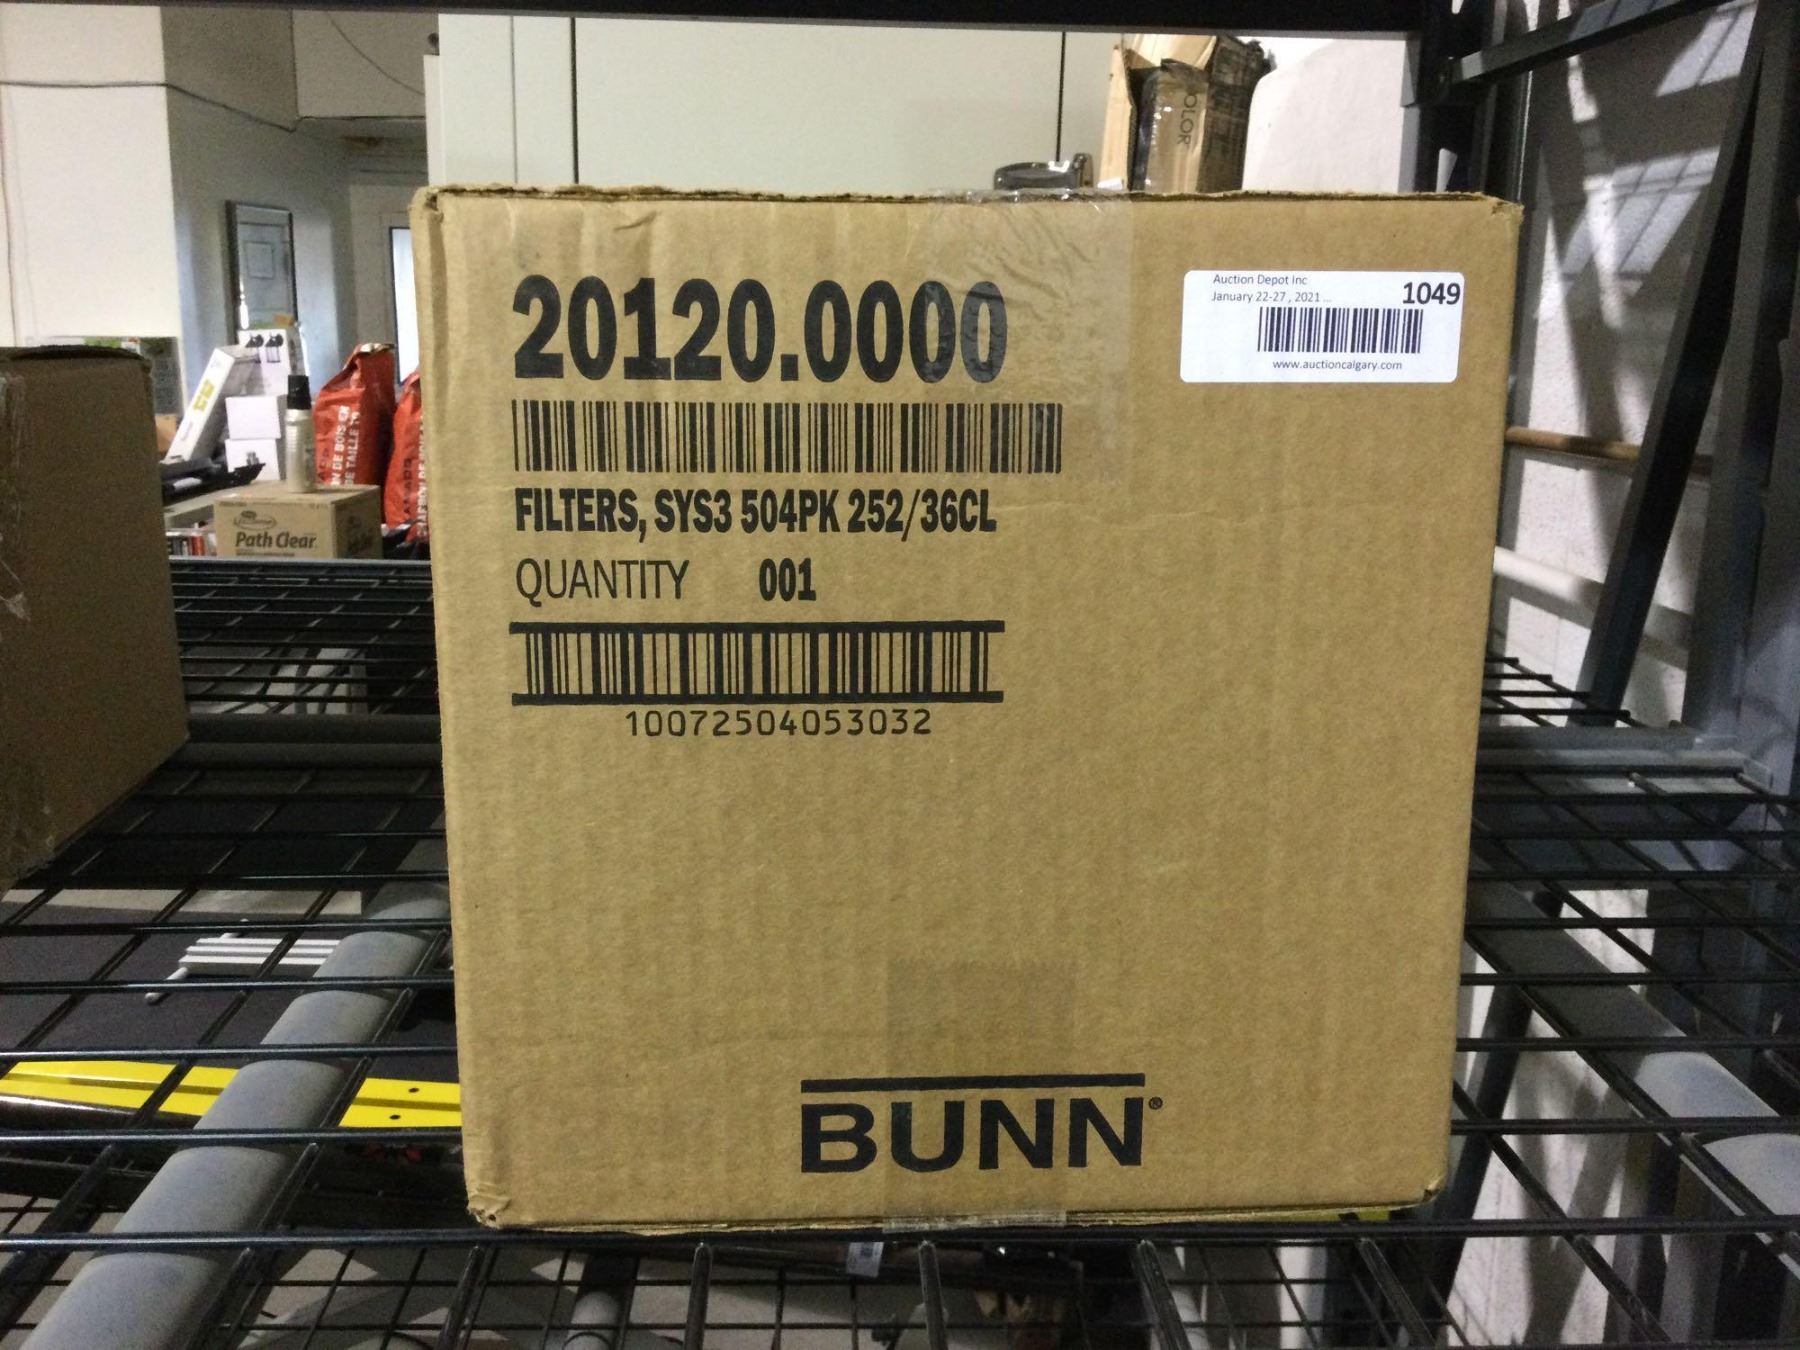 20120.0000
FILTERS, SYS3 504PK 252/36CL
QUANTITY 001
10072504053032
BUNN®
Auction Depot Inc
January 22-27, 2021...
1049
www.auctioncalgary.com
OLOR
Path Clear